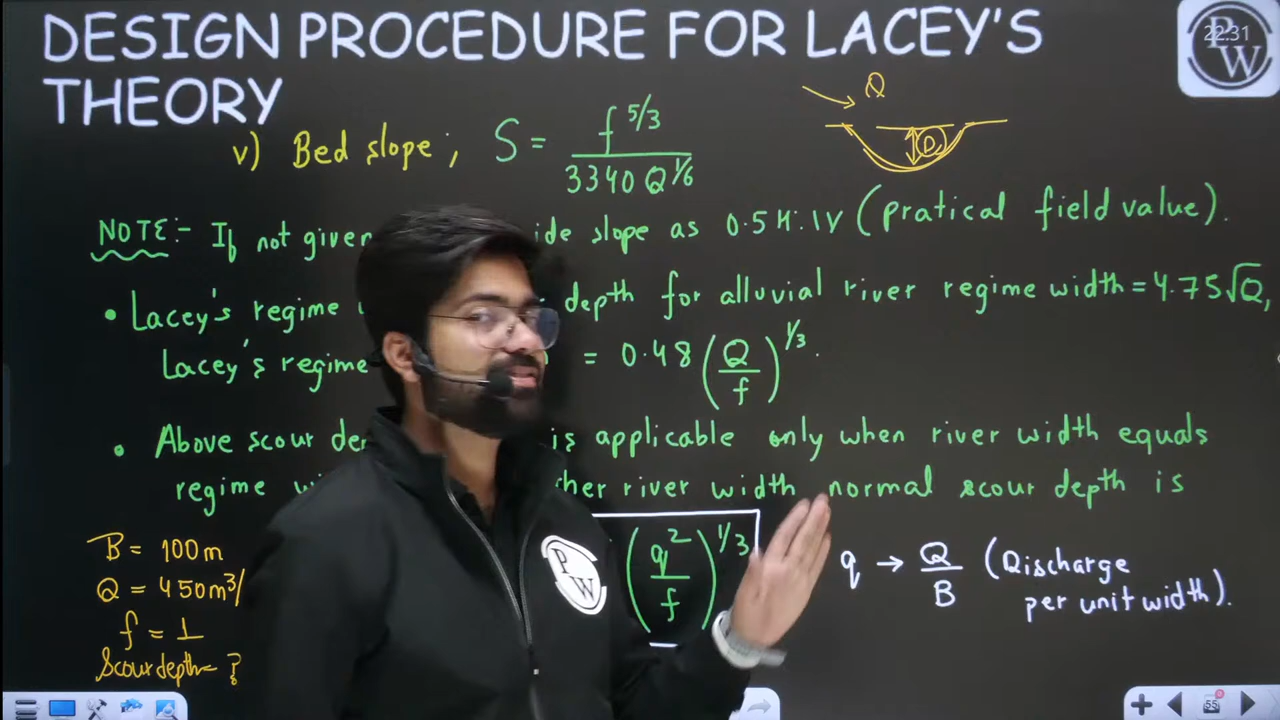 DESIGN PROCEDURE FOR LACEY'S
THEORY
22:31
PW
Q
D
v) Bed slope ; S = f^5/3 / 3340 Q^1/6
NOTE:- If not given ide slope as 0.5H:1V (pratical field value).
• Lacey's regime depth for alluvial river regime width = 4.75√Q,
Lacey's regime = 0.48 (Q/f)^1/3.
• Above scour is applicable only when river width equals
regime her river width normal scour depth is
(q²/f)^1/3
q → Q/B (Discharge
per unit width).
B = 100m
Q = 450m³/
f = 1
Scour depth = ?
PW
55